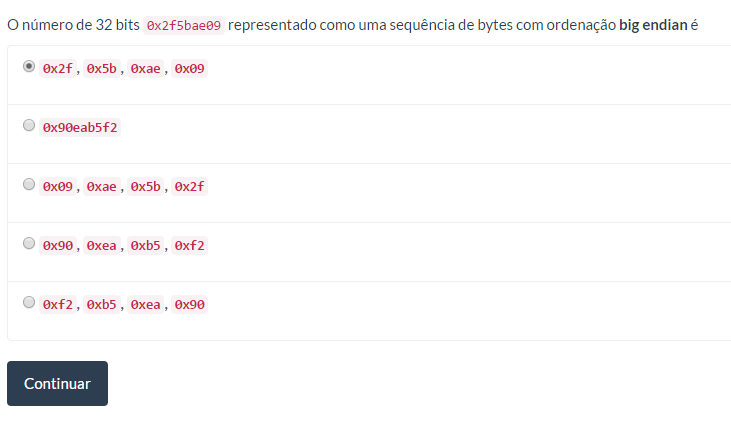 O número de 32 bits 0x2f5bae09 representado como uma sequência de bytes com ordenação big endian é
0x2f, 0x5b, 0xae, 0x09
0x90eab5f2
0x09, 0xae, 0x5b, 0x2f
0x90, 0xea, 0xb5, 0xf2
0xf2, 0xb5, 0xea, 0x90
Continuar